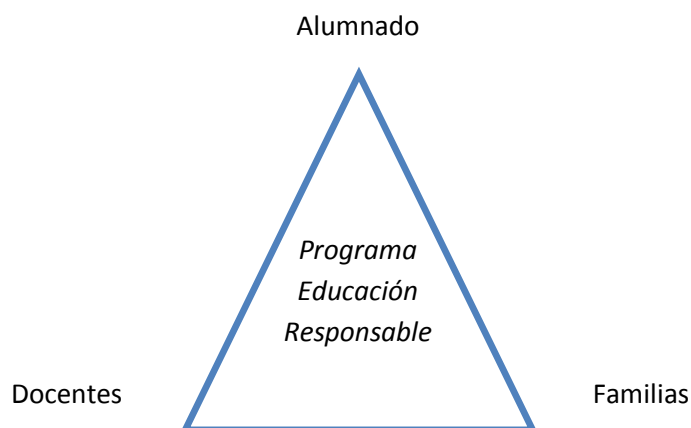 Alumnado
Programa
Educación
Responsable
Docentes
Familias